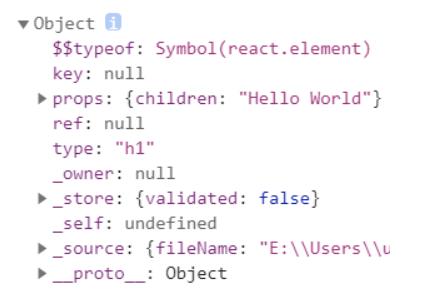 ▼Object i
$$typeof: Symbol(react.element)
key: null
▶props: {children: "Hello World"}
ref: null
type: "h1"
_owner: null
▶_store: {validated: false}
_self: undefined
▶_source: {fileName: "E:\\Users\\u
▶__proto__: Object